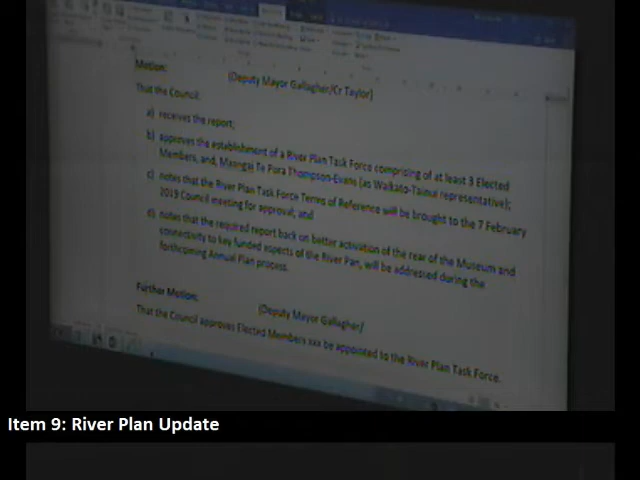 Motion:
(Deputy Mayor Gallagher/Cr Taylor)
That the Council:
a) receives the report;
b) approves the establishment of a River Plan Task Force comprising of at least 3 Elected
Members, and, Maangai Te Pora Thompson-Evans (as Waikato-Tainui representative);
c) notes that the River Plan Task Force Terms of Reference will be brought to the 7 February
2019 Council meeting for approval; and
d) notes that the required report back on better activation of the rear of the Museum and
connectivity to key funded aspects of the River Pan, will be addressed during the
forthcoming Annual Plan process.
Further Motion:
(Deputy Mayor Gallagher/
That the Council approves Elected Members xxx be appointed to the River Plan Task Force.
Item 9: River Plan Update